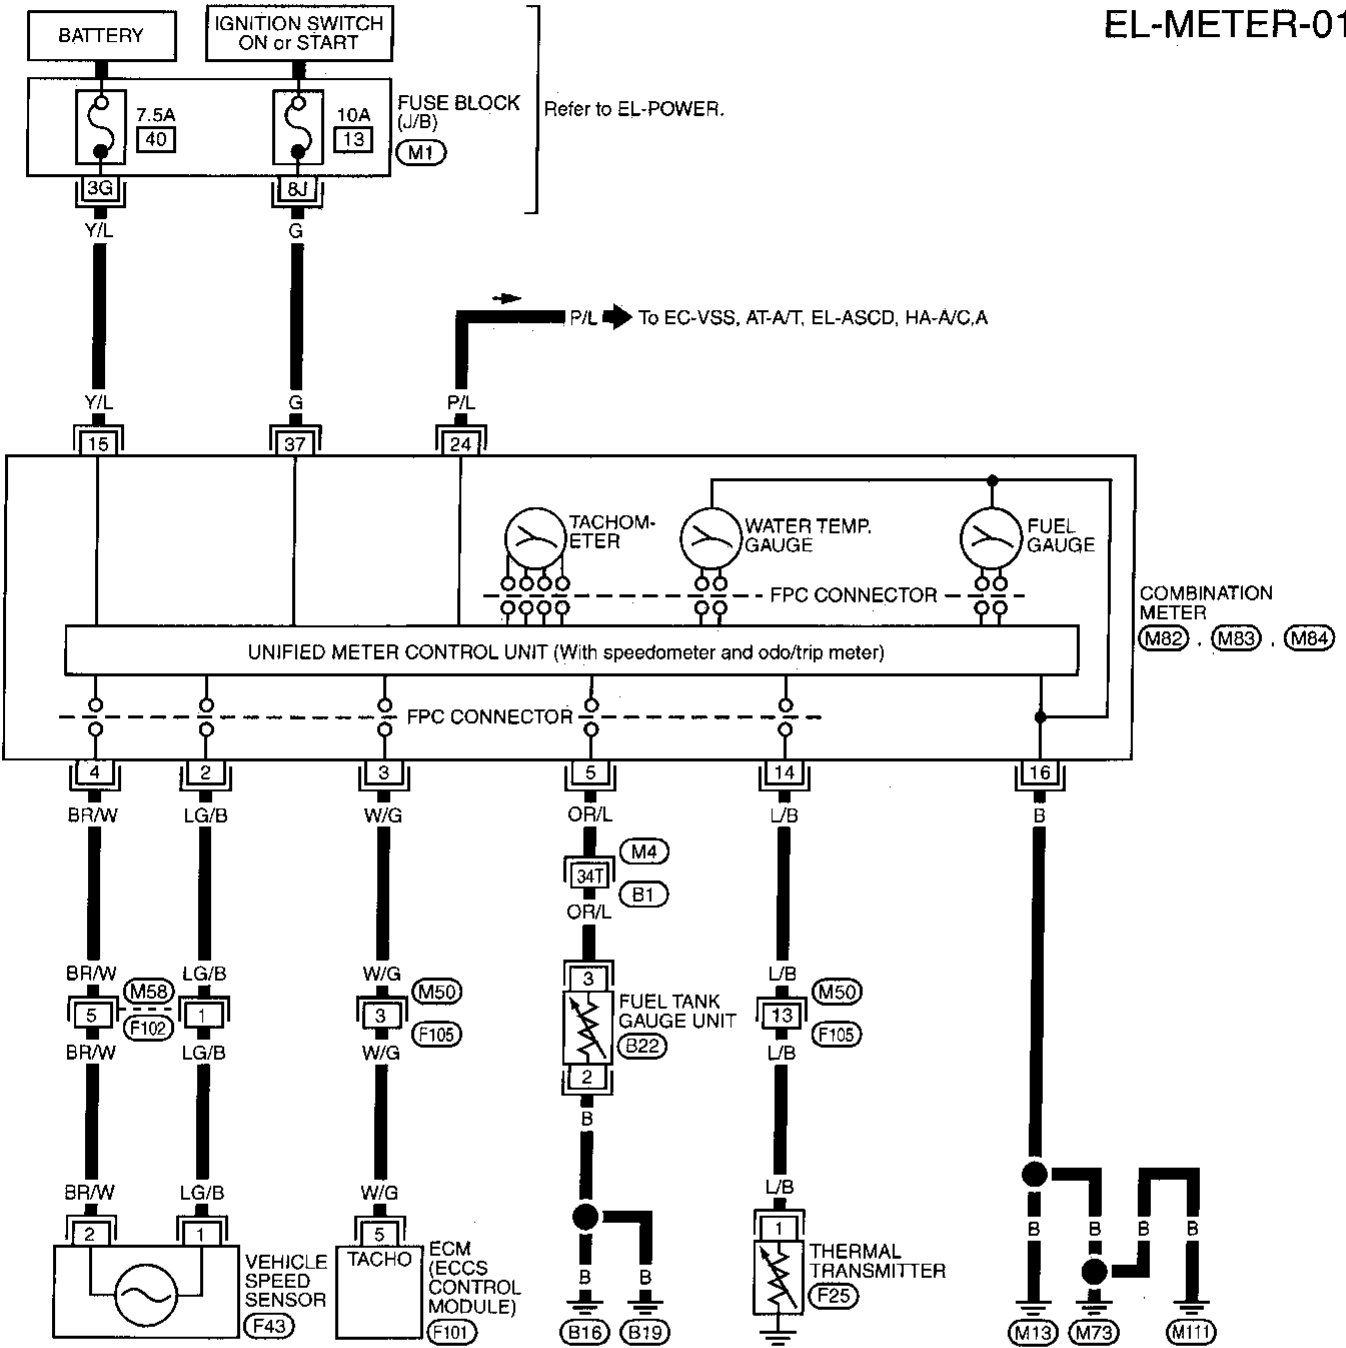 EL-METER-01
BATTERY
IGNITION SWITCH
ON or START
7.5A
40
10A
13
FUSE BLOCK
(J/B)
M1
Refer to EL-POWER.
3G
8J
Y/L
G
P/L
To EC-VSS, AT-A/T, EL-ASCD, HA-A/C,A
Y/L
G
P/L
15
37
24
TACHOM-
ETER
WATER TEMP.
GAUGE
FUEL
GAUGE
FPC CONNECTOR
COMBINATION
METER
M82 , M83 , M84
UNIFIED METER CONTROL UNIT (With speedometer and odo/trip meter)
FPC CONNECTOR
4
2
3
5
14
16
BR/W
LG/B
W/G
OR/L
L/B
B
M4
34T
B1
OR/L
BR/W
LG/B
W/G
L/B
5
M58
F102
1
3
M50
F105
3
FUEL TANK
GAUGE UNIT
B22
2
13
M50
F105
BR/W
LG/B
W/G
L/B
B
BR/W
LG/B
W/G
L/B
2
1
5
1
B
B
B
B
B
B
VEHICLE
SPEED
SENSOR
F43
TACHO
ECM
(ECCS
CONTROL
MODULE)
F101
B16
B19
THERMAL
TRANSMITTER
F25
M13
M73
M111